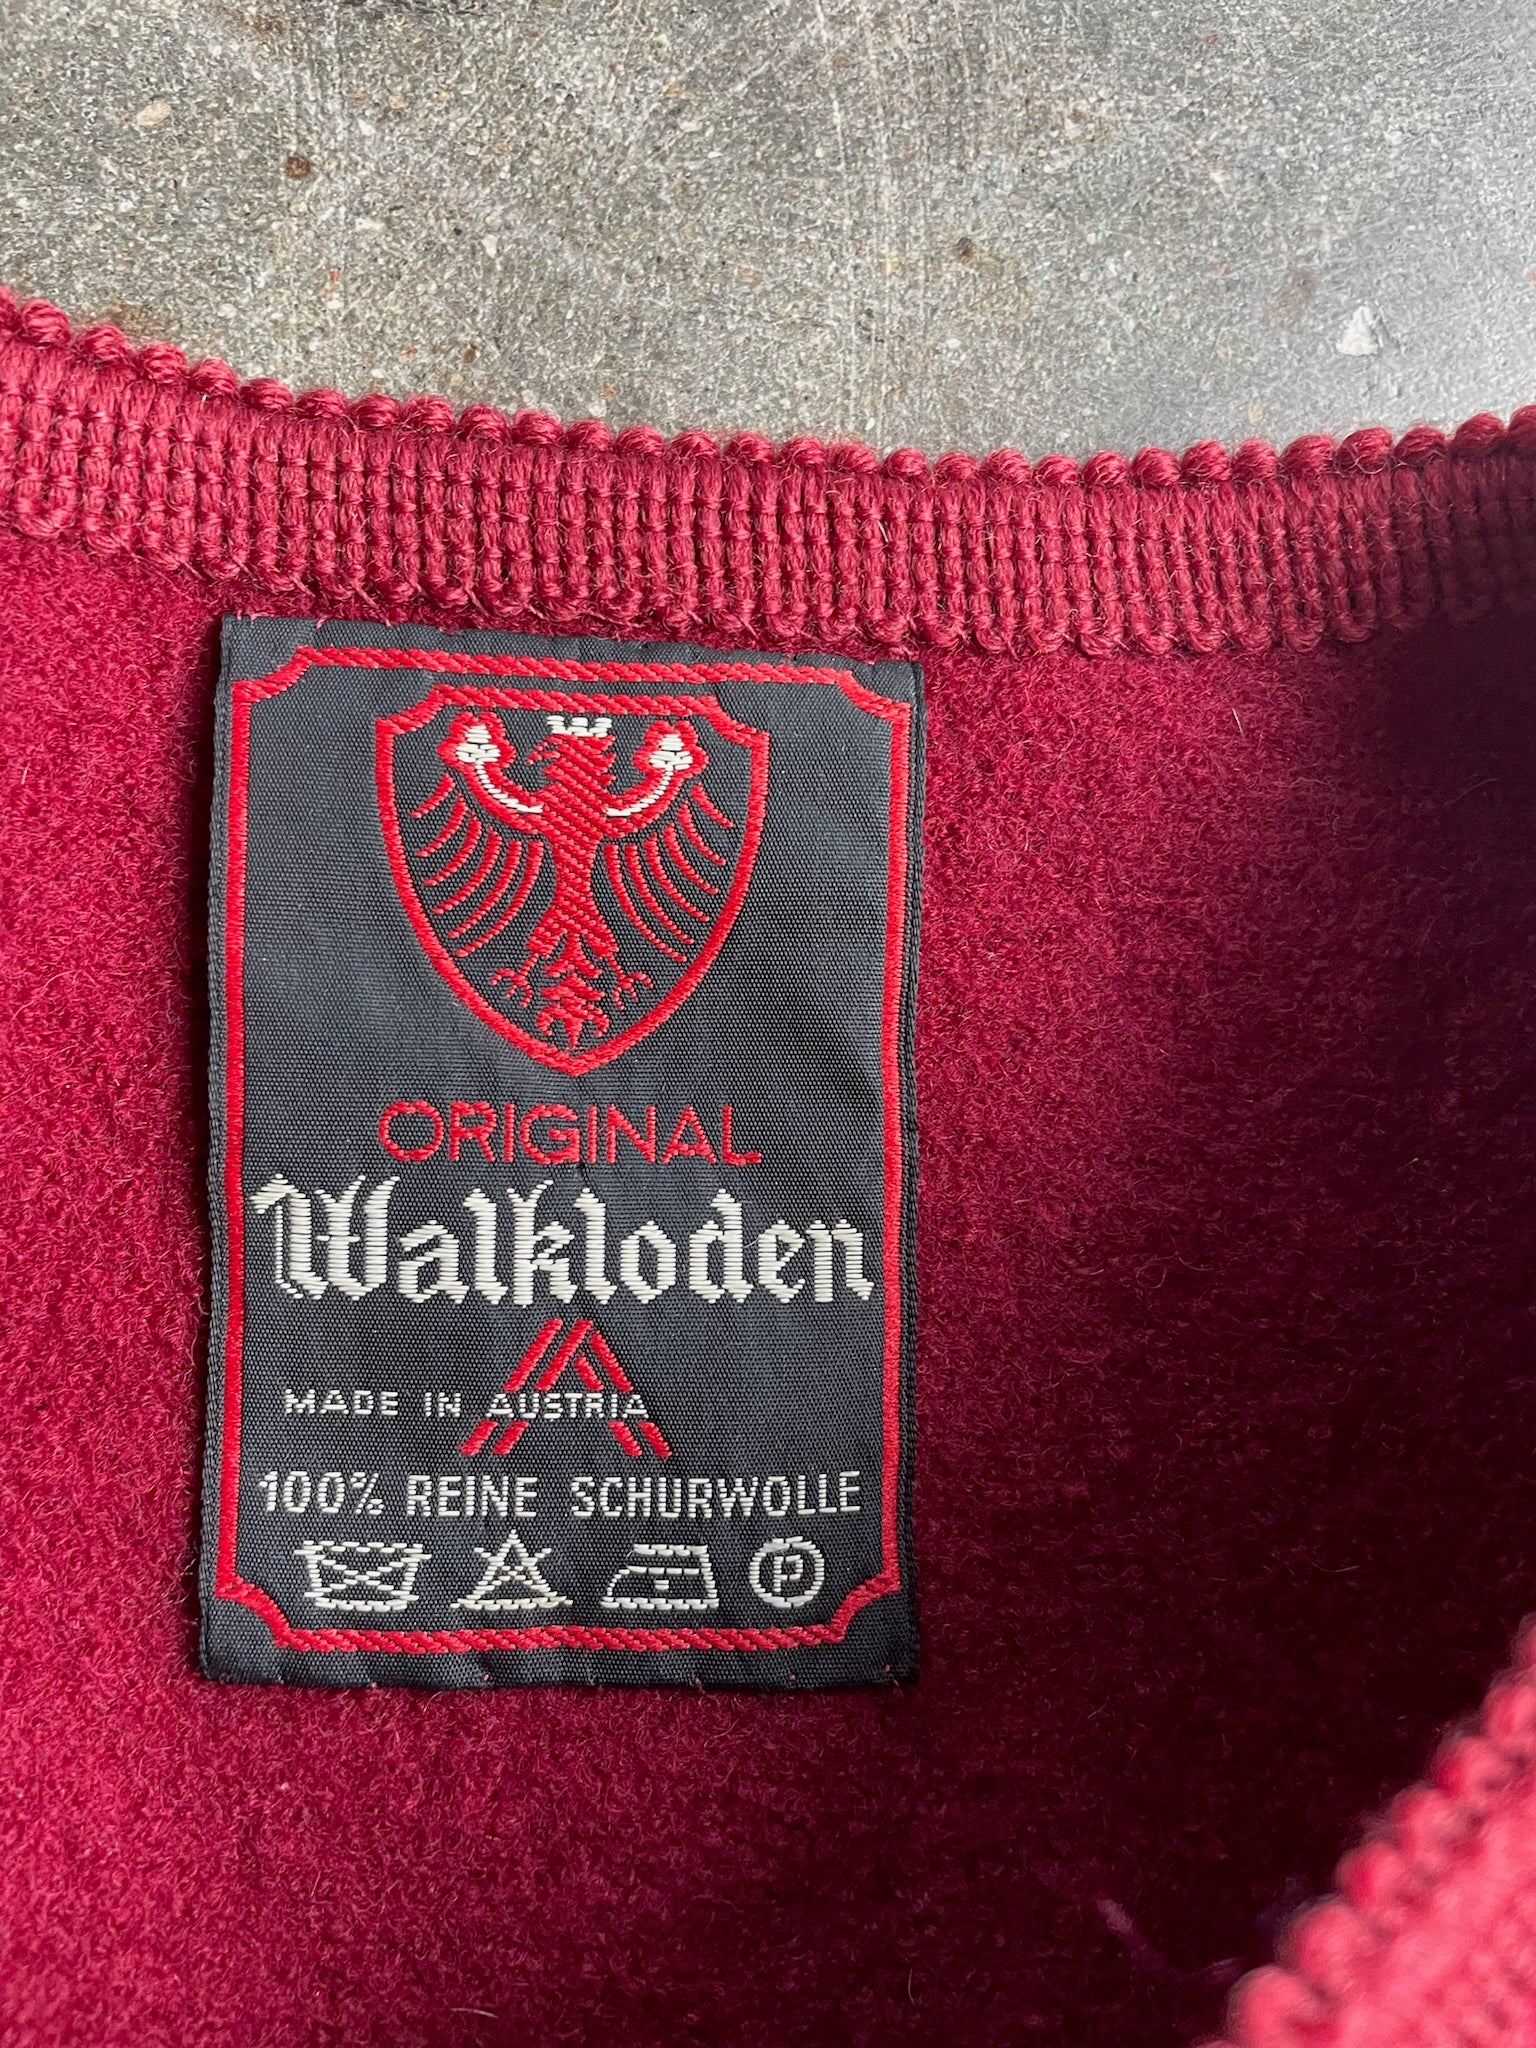 ORIGINAL
Walkloden
MADE IN AUSTRIA
100% REINE SCHURWOLLE
P